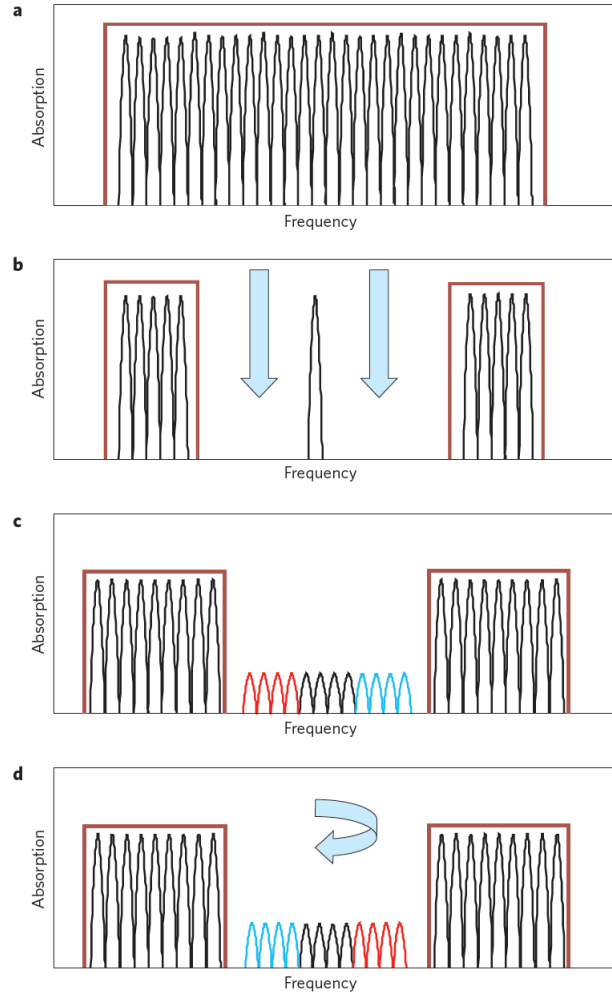 a
Absorption
Frequency
b
Absorption
Frequency
c
Absorption
Frequency
d
Absorption
Frequency